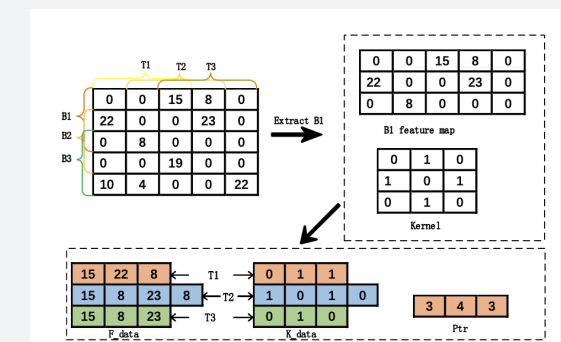 T1 T2 T3
0 0 15 8 0
22 0 0 23 0
0 8 0 0 0
0 0 19 0 0
10 4 0 0 22
B1
B2
B3
Extract B1
0 0 15 8 0
22 0 0 23 0
0 8 0 0 0
B1 feature map
0 1 0
1 0 1
0 1 0
Kernel
15 22 8 T1 0 1 1
15 8 23 8 T2 1 0 1 0
15 8 23 T3 0 1 0
F_data K_data
3 4 3
Ptr